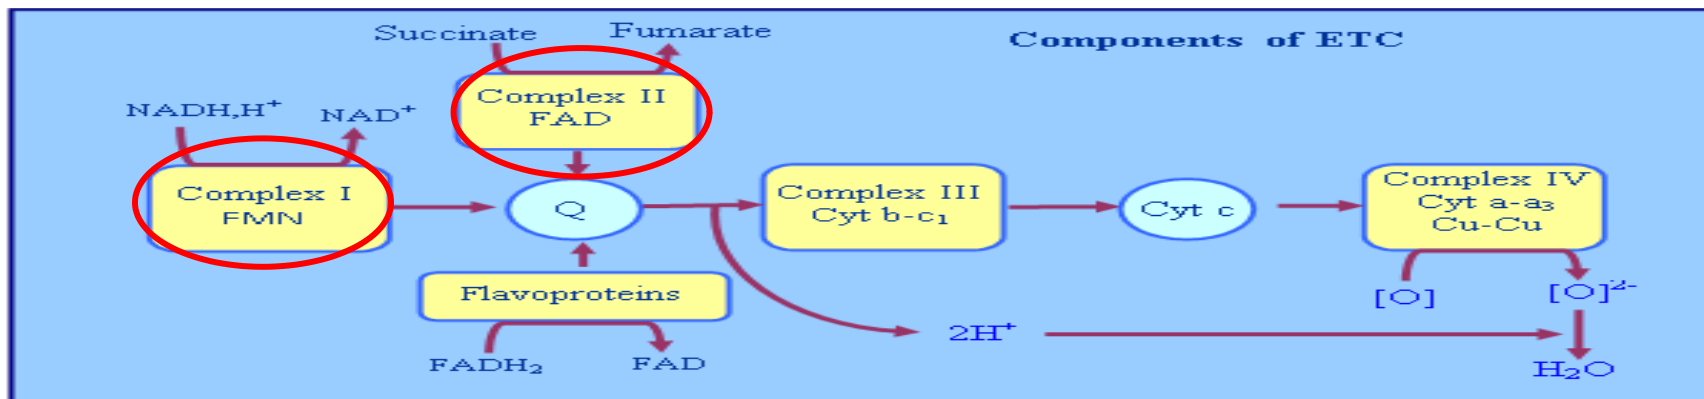 Components of ETC
Succinate
Fumarate
Complex II
FAD
NADH,H⁺
NAD⁺
Complex I
FMN
Q
Complex III
Cyt b-c₁
Cyt c
Complex IV
Cyt a-a₃
Cu-Cu
Flavoproteins
FADH₂
FAD
2H⁺
[O]
[O]²⁻
H₂O